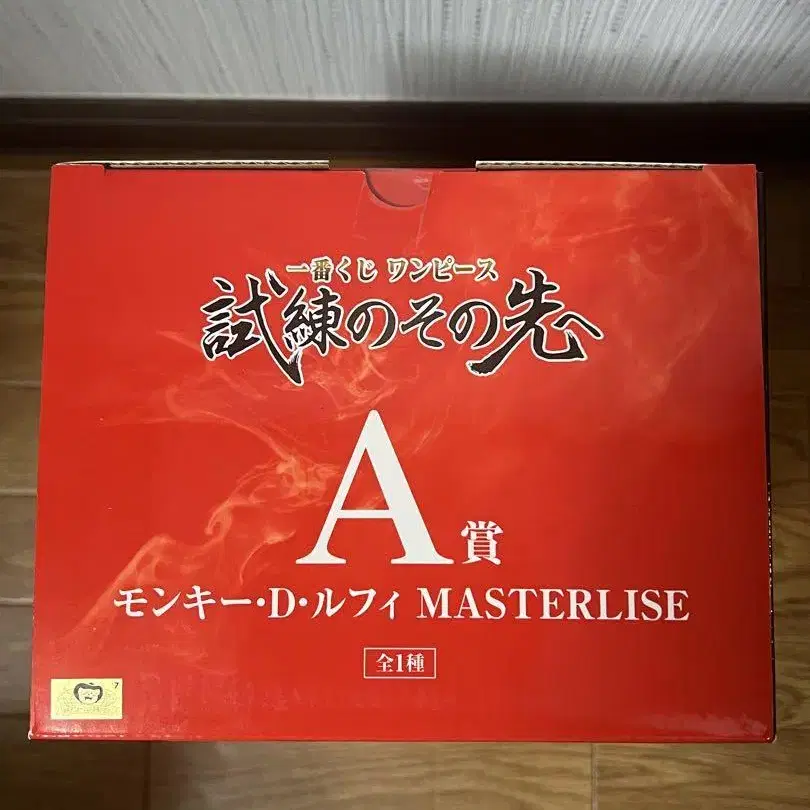 一番くじ ワンピース
試練のその先へ
A賞
モンキー・D・ルフィ MASTERLISE
全1種
7